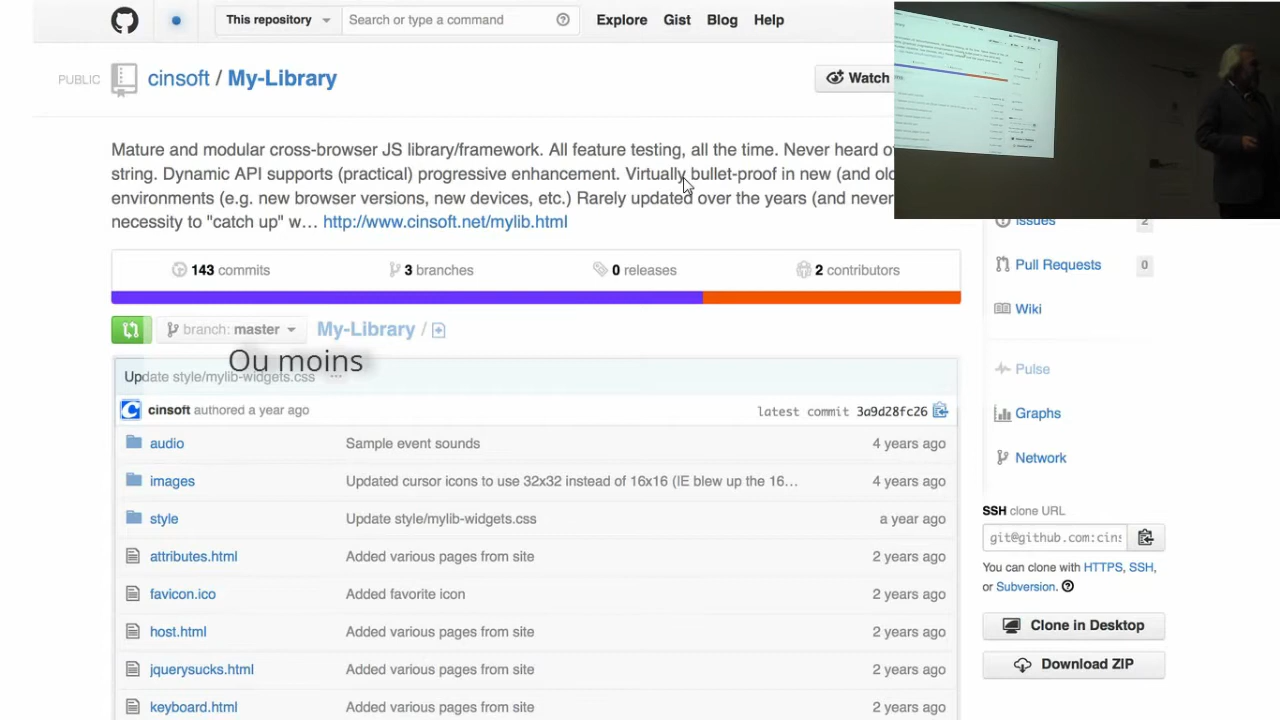 This repository
Search or type a command
Explore Gist Blog Help
PUBLIC cinsoft / My-Library
Watch
Mature and modular cross-browser JS library/framework. All feature testing, all the time. Never heard
string. Dynamic API supports (practical) progressive enhancement. Virtually bullet-proof in new (and
environments (e.g. new browser versions, new devices, etc.) Rarely updated over the years (and never
necessity to "catch up" w… http://www.cinsoft.net/mylib.html
Issues 2
143 commits 3 branches 0 releases 2 contributors
Pull Requests 0
Wiki
branch: master My-Library /
Ou moins
Update style/mylib-widgets.css
Pulse
cinsoft authored a year ago latest commit 3a9d28fc26
Graphs
audio Sample event sounds 4 years ago
Network
images Updated cursor icons to use 32x32 instead of 16x16 (IE blew up the 16… 4 years ago
style Update style/mylib-widgets.css a year ago
SSH clone URL
git@github.com:cins
attributes.html Added various pages from site 2 years ago
You can clone with HTTPS, SSH,
or Subversion.
favicon.ico Added favorite icon 2 years ago
host.html Added various pages from site 2 years ago
Clone in Desktop
jquerysucks.html Added various pages from site 2 years ago
Download ZIP
keyboard.html Added various pages from site 2 years ago